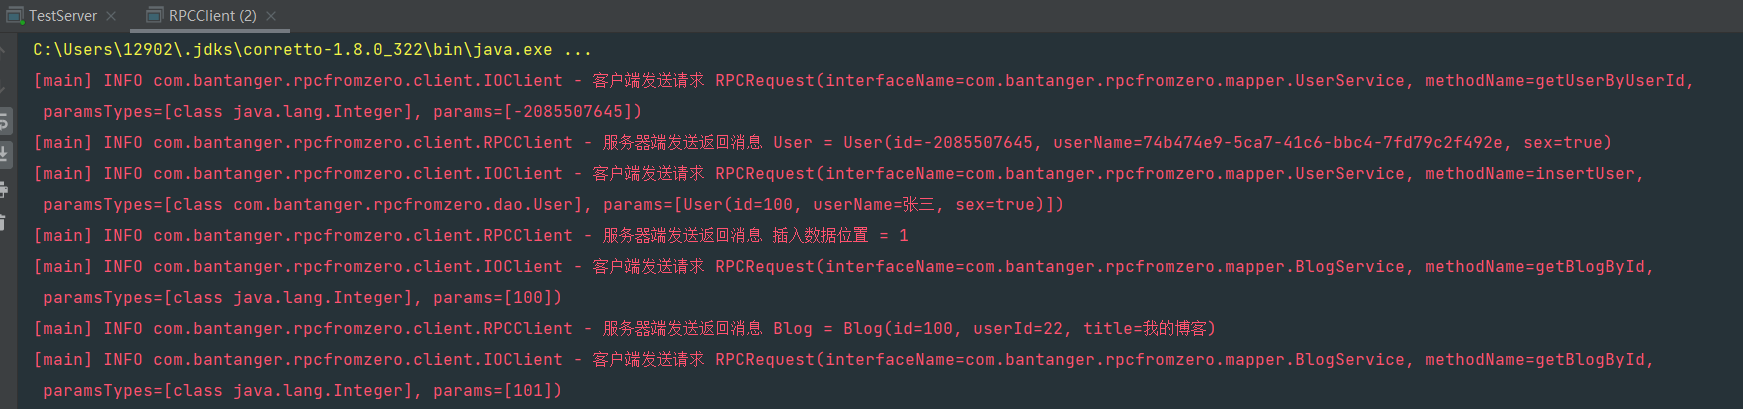 TestServer
RPCClient (2)
C:\Users\12902\.jdks\corretto-1.8.0_322\bin\java.exe ...
[main] INFO com.bantanger.rpcfromzero.client.IOClient - 客户端发送请求 RPCRequest(interfaceName=com.bantanger.rpcfromzero.mapper.UserService, methodName=getUserByUserId,
paramsTypes=[class java.lang.Integer], params=[-2085507645])
[main] INFO com.bantanger.rpcfromzero.client.RPCClient - 服务器端发送返回消息 User = User(id=-2085507645, userName=74b474e9-5ca7-41c6-bbc4-7fd79c2f492e, sex=true)
[main] INFO com.bantanger.rpcfromzero.client.IOClient - 客户端发送请求 RPCRequest(interfaceName=com.bantanger.rpcfromzero.mapper.UserService, methodName=insertUser,
paramsTypes=[class com.bantanger.rpcfromzero.dao.User], params=[User(id=100, userName=张三, sex=true)])
[main] INFO com.bantanger.rpcfromzero.client.RPCClient - 服务器端发送返回消息 插入数据位置 = 1
[main] INFO com.bantanger.rpcfromzero.client.IOClient - 客户端发送请求 RPCRequest(interfaceName=com.bantanger.rpcfromzero.mapper.BlogService, methodName=getBlogById,
paramsTypes=[class java.lang.Integer], params=[100])
[main] INFO com.bantanger.rpcfromzero.client.RPCClient - 服务器端发送返回消息 Blog = Blog(id=100, userId=22, title=我的博客)
[main] INFO com.bantanger.rpcfromzero.client.IOClient - 客户端发送请求 RPCRequest(interfaceName=com.bantanger.rpcfromzero.mapper.BlogService, methodName=getBlogById,
paramsTypes=[class java.lang.Integer], params=[101])